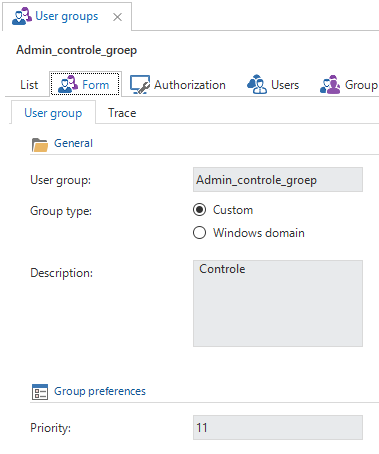 User groups
Admin_controle_groep
List Form Authorization Users Group
User group Trace
General
User group: Admin_controle_groep
Group type: Custom
Windows domain
Description: Controle
Group preferences
Priority: 11